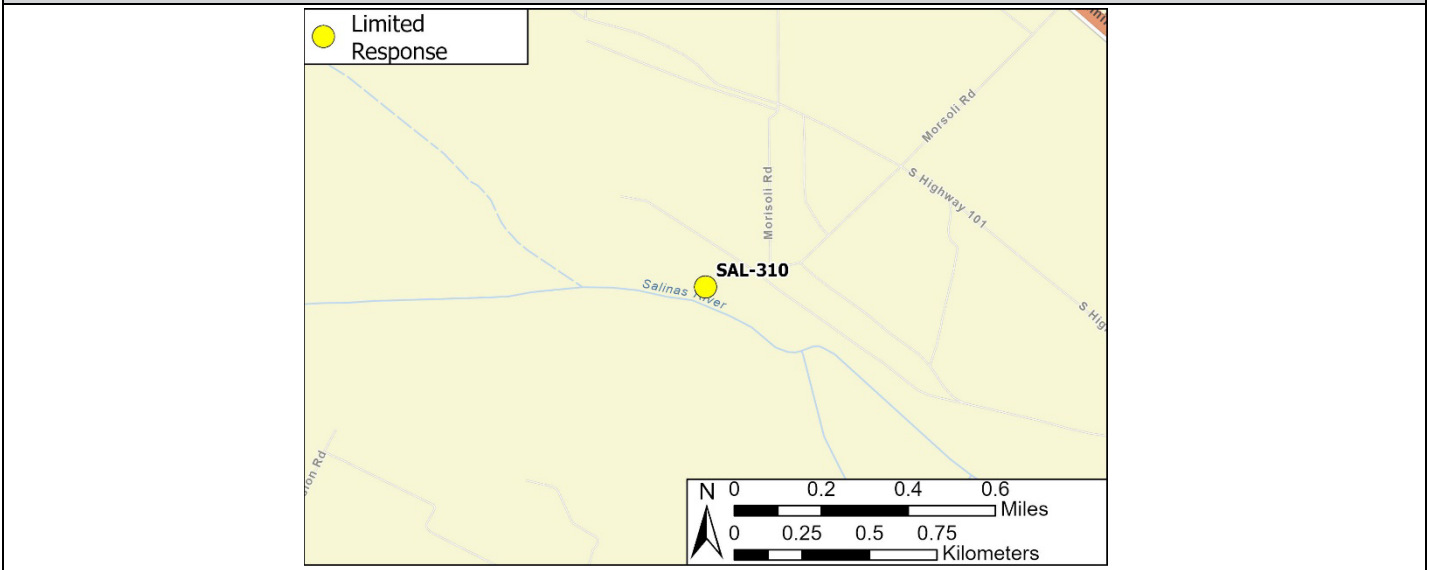 Limited
Response
Morsoli Rd
S Highway 101
Morisoli Rd
SAL-310
Salinas River
N
0 0.2 0.4 0.6
Miles
0 0.25 0.5 0.75
Kilometers